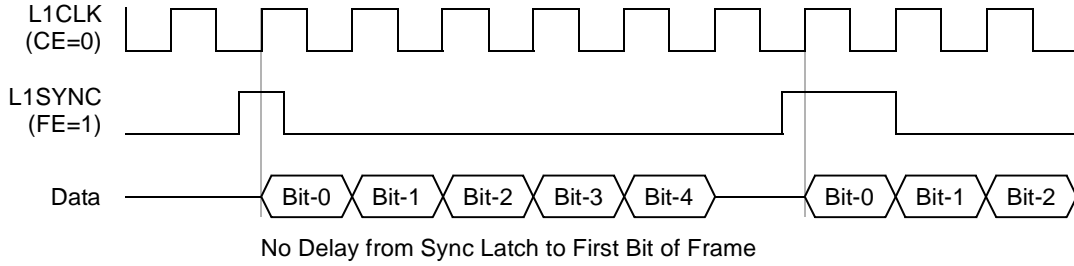 L1CLK
(CE=0)
L1SYNC
(FE=1)
Data Bit-0 Bit-1 Bit-2 Bit-3 Bit-4 Bit-0 Bit-1 Bit-2
No Delay from Sync Latch to First Bit of Frame